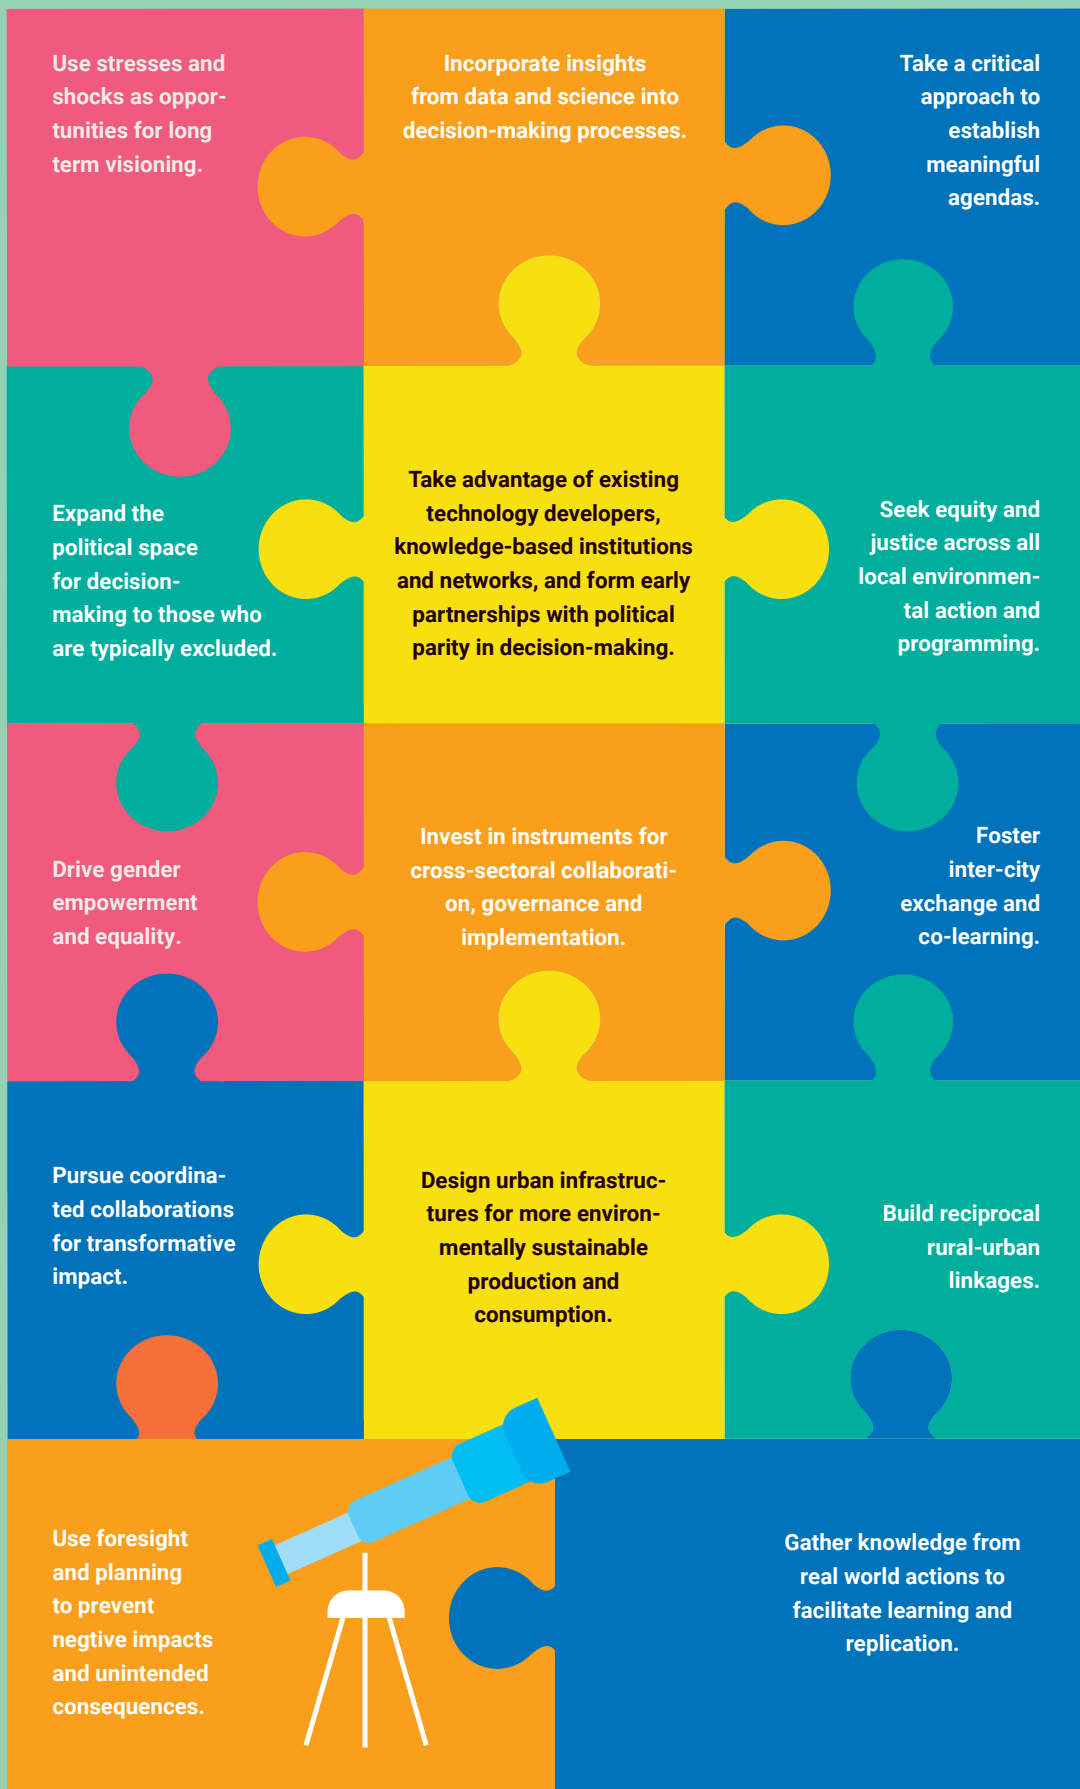 Use stresses and
shocks as oppor-
tunities for long
term visioning.
Incorporate insights
from data and science into
decision-making processes.
Take a critical
approach to
establish
meaningful
agendas.
Expand the
political space
for decision-
making to those who
are typically excluded.
Take advantage of existing
technology developers,
knowledge-based institutions
and networks, and form early
partnerships with political
parity in decision-making.
Seek equity and
justice across all
local environmen-
tal action and
programming.
Drive gender
empowerment
and equality.
Invest in instruments for
cross-sectoral collaborati-
on, governance and
implementation.
Foster
inter-city
exchange and
co-learning.
Pursue coordina-
ted collaborations
for transformative
impact.
Design urban infrastruc-
tures for more environ-
mentally sustainable
production and
consumption.
Build reciprocal
rural-urban
linkages.
Use foresight
and planning
to prevent
negtive impacts
and unintended
consequences.
Gather knowledge from
real world actions to
facilitate learning and
replication.